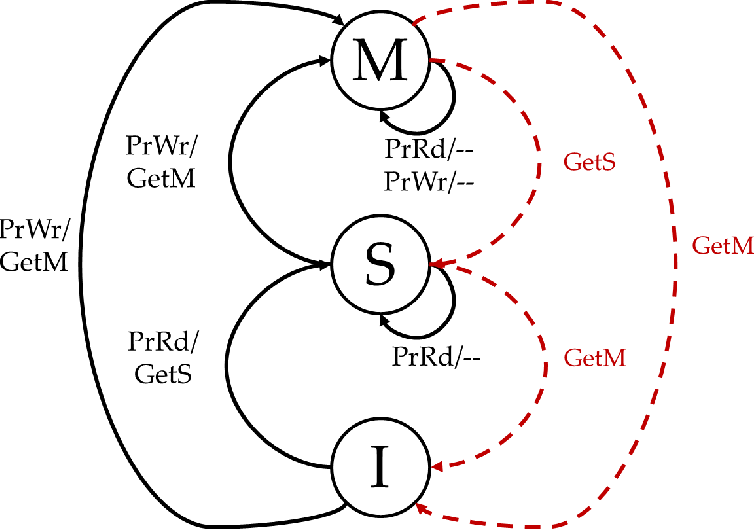 M
PrRd/--
PrWr/--
PrWr/
GetM
GetS
PrWr/
GetM
GetM
S
PrRd/--
PrRd/
GetS
GetM
I